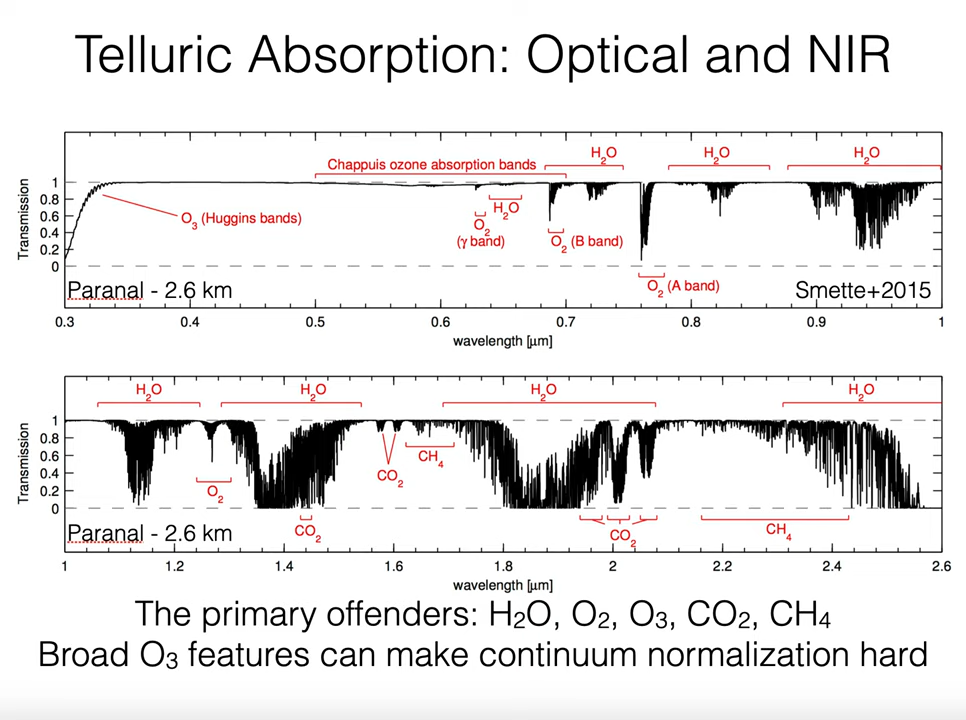 Telluric Absorption: Optical and NIR
Transmission
1
0.8
0.6
0.4
0.2
0
Chappuis ozone absorption bands
H2O
H2O
H2O
O3 (Huggins bands)
H2O
O2
(γ band)
O2 (B band)
O2 (A band)
Paranal - 2.6 km
Smette+2015
0.3 0.4 0.5 0.6 0.7 0.8 0.9 1
wavelength [μm]
Transmission
1
0.8
0.6
0.4
0.2
0
H2O
H2O
H2O
H2O
O2
CO2
CH4
CO2
CO2
CH4
Paranal - 2.6 km
1 1.2 1.4 1.6 1.8 2 2.2 2.4 2.6
wavelength [μm]
The primary offenders: H2O, O2, O3, CO2, CH4
Broad O3 features can make continuum normalization hard